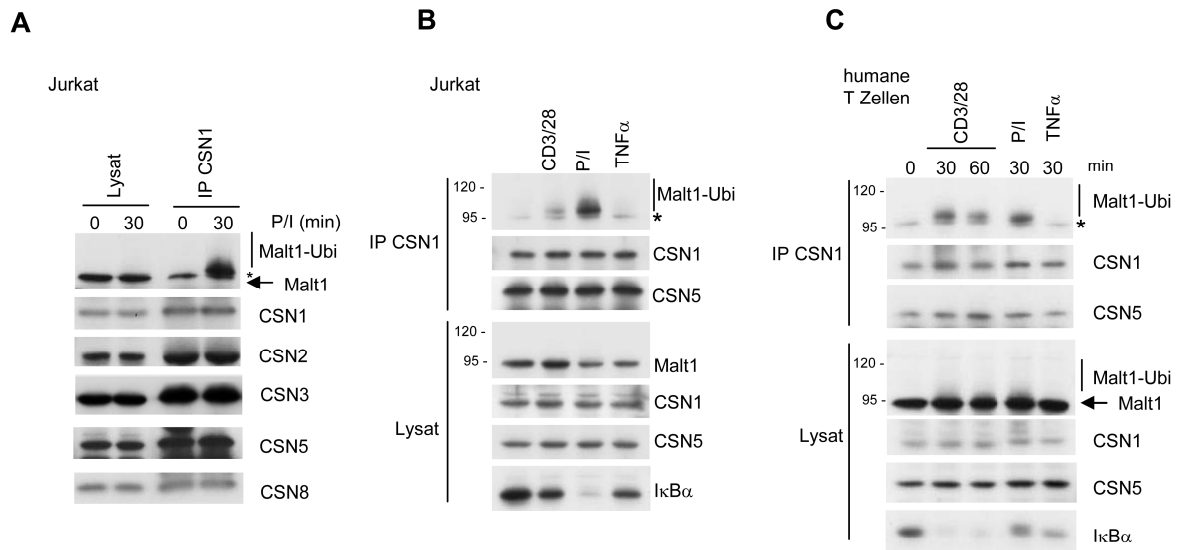 A
Jurkat
Lysat
IP CSN1
0 30 0 30 P/I (min)
Malt1-Ubi
*
Malt1
CSN1
CSN2
CSN3
CSN5
CSN8
B
Jurkat
CD3/28
P/I
TNFα
IP CSN1
120 -
95 -
Malt1-Ubi
*
CSN1
CSN5
Lysat
120 -
95 -
Malt1
CSN1
CSN5
IκBα
C
humane
T Zellen
CD3/28
P/I
TNFα
0 30 60 30 30 min
IP CSN1
120 -
95 -
Malt1-Ubi
*
CSN1
CSN5
Lysat
120 -
95 -
Malt1-Ubi
Malt1
CSN1
CSN5
IκBα